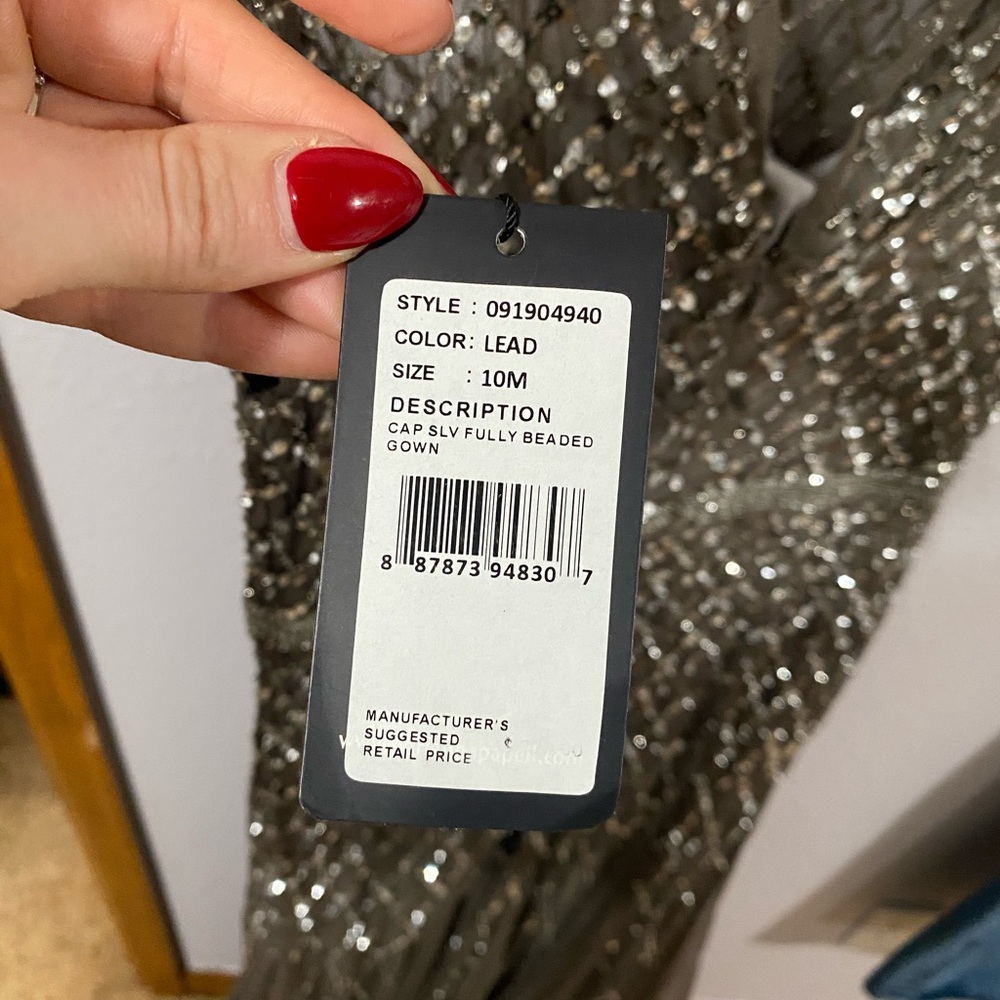 STYLE : 091904940
COLOR: LEAD
SIZE : 10M
DESCRIPTION
CAP SLV FULLY BEADED
GOWN
8 87873 94830 7
MANUFACTURER'S
SUGGESTED
RETAIL PRICE